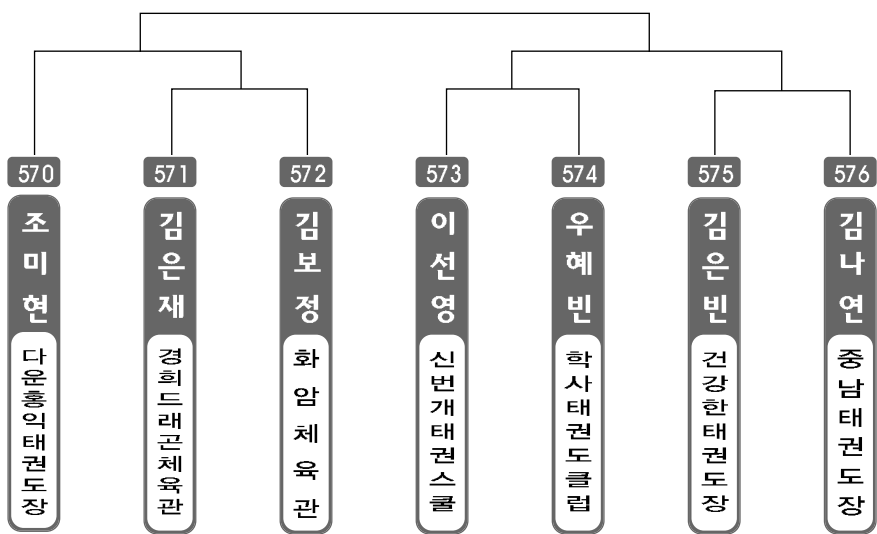 570
조미현
다운홍익태권도장
571
김은재
경희드래곤체육관
572
김보정
화암체육관
573
이선영
신번개태권스쿨
574
우혜빈
학사태권도클럽
575
김은빈
건강한태권도장
576
김나연
중남태권도장